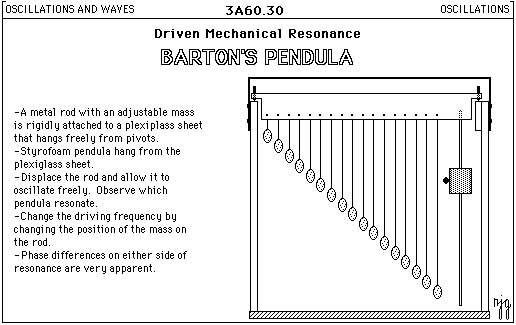 OSCILLATIONS AND WAVES
3A60.30
OSCILLATIONS
Driven Mechanical Resonance
BARTON'S PENDULA
-A metal rod with an adjustable mass
is rigidly attached to a plexiplass sheet
that hangs freely from pivots.
-Styrofoam pendula hang from the
plexiglass sheet.
-Displace the rod and allow it to
oscillate freely. Observe which
pendula resonate.
-Change the driving frequency by
changing the position of the mass on
the rod.
-Phase differences on either side of
resonance are very apparent.